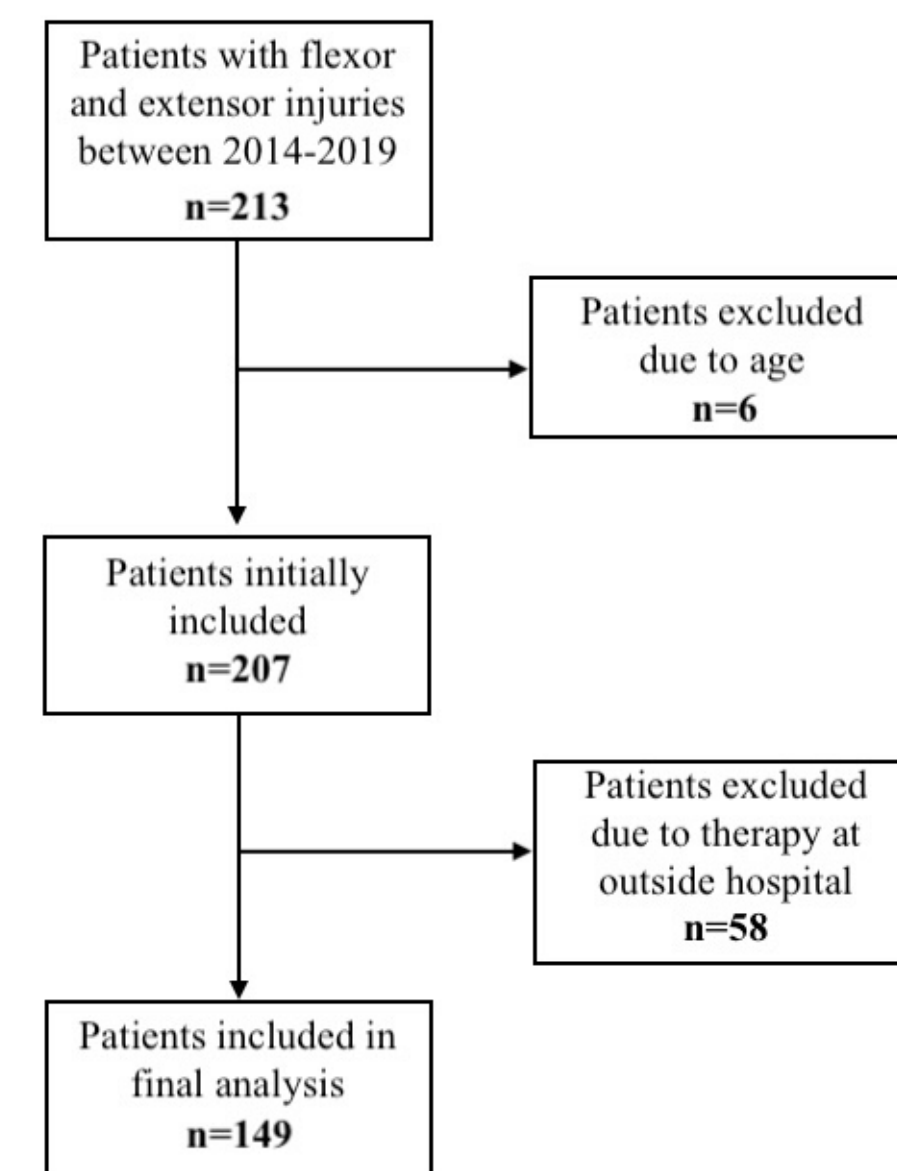 Patients with flexor
and extensor injuries
between 2014-2019
n=213
Patients excluded
due to age
n=6
Patients initially
included
n=207
Patients excluded
due to therapy at
outside hospital
n=58
Patients included in
final analysis
n=149